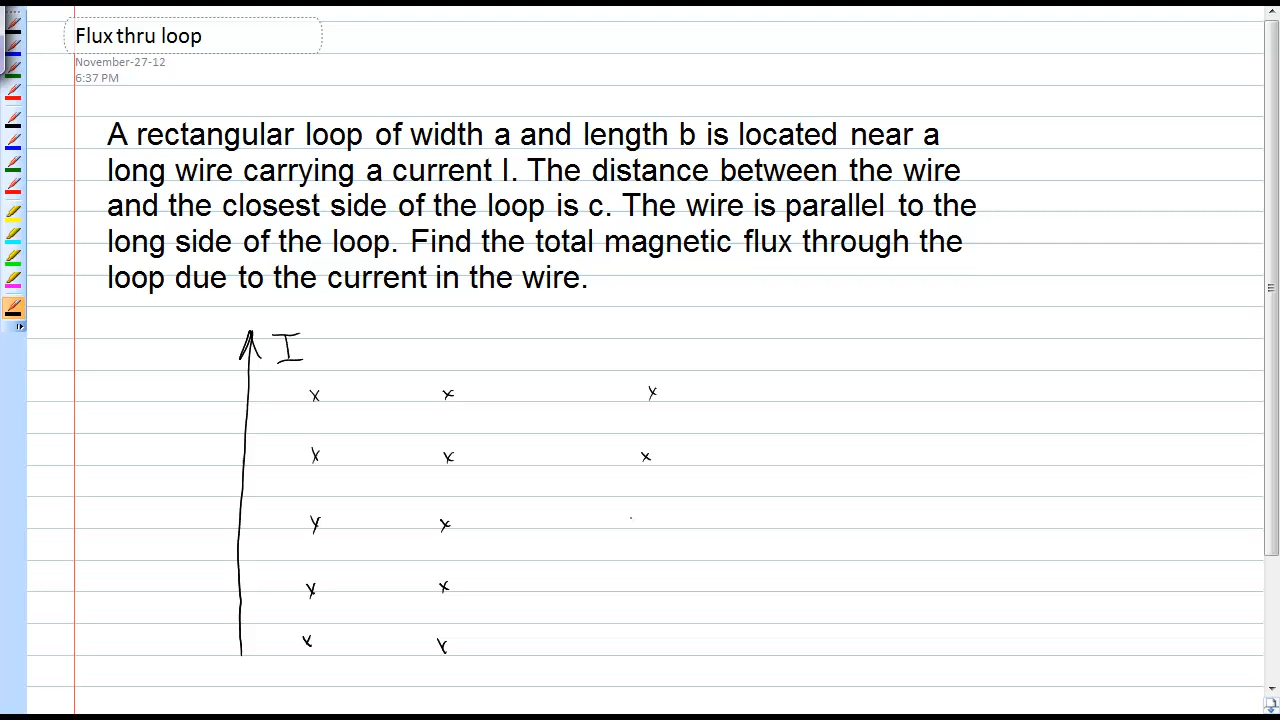 Flux thru loop
November-27-12
6:37 PM
A rectangular loop of width a and length b is located near a
long wire carrying a current I. The distance between the wire
and the closest side of the loop is c. The wire is parallel to the
long side of the loop. Find the total magnetic flux through the
loop due to the current in the wire.
I
x x x
x x x
x x
x x
x x